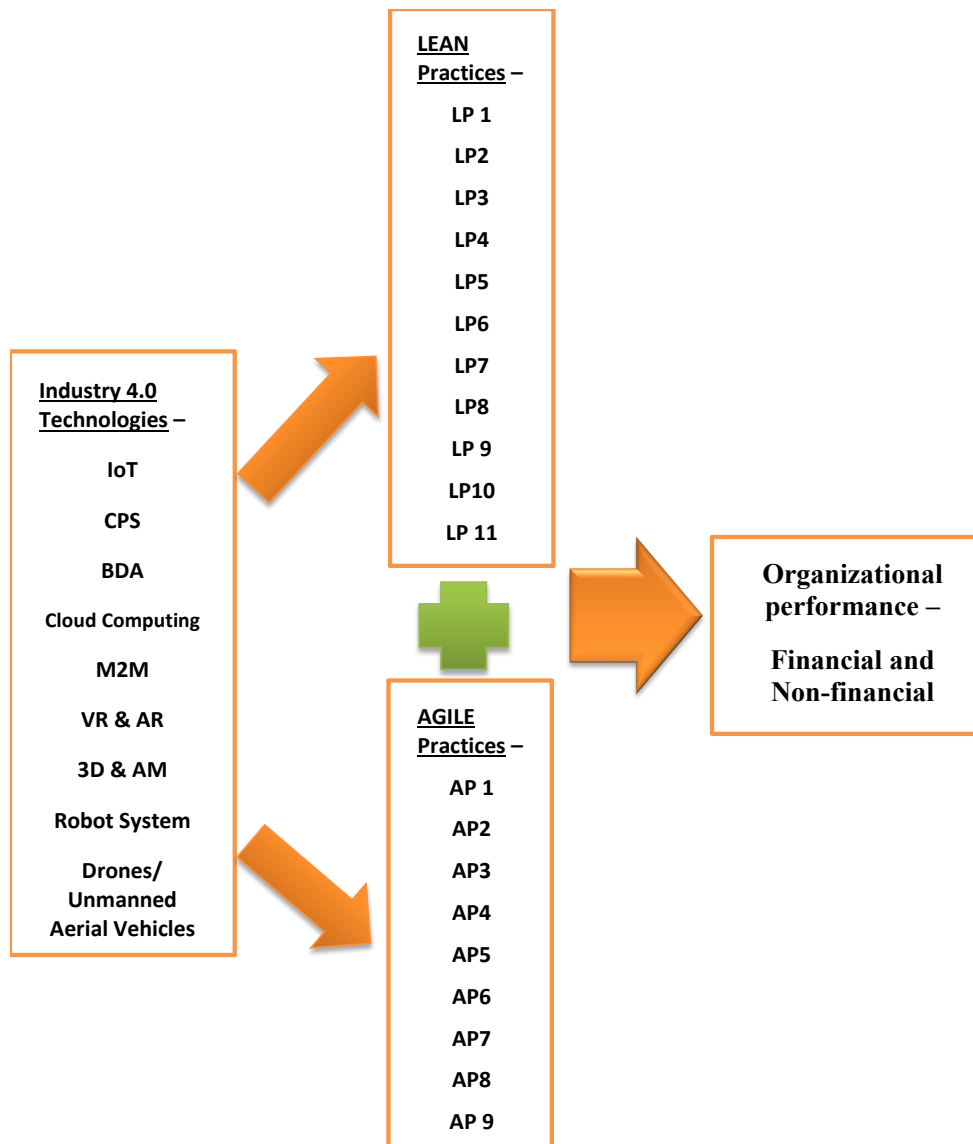 Industry 4.0
Technologies –
IoT
CPS
BDA
Cloud Computing
M2M
VR & AR
3D & AM
Robot System
Drones/
Unmanned
Aerial Vehicles
LEAN
Practices –
LP 1
LP2
LP3
LP4
LP5
LP6
LP7
LP8
LP 9
LP10
LP 11
AGILE
Practices –
AP 1
AP2
AP3
AP4
AP5
AP6
AP7
AP8
AP 9
Organizational
performance –
Financial and
Non-financial